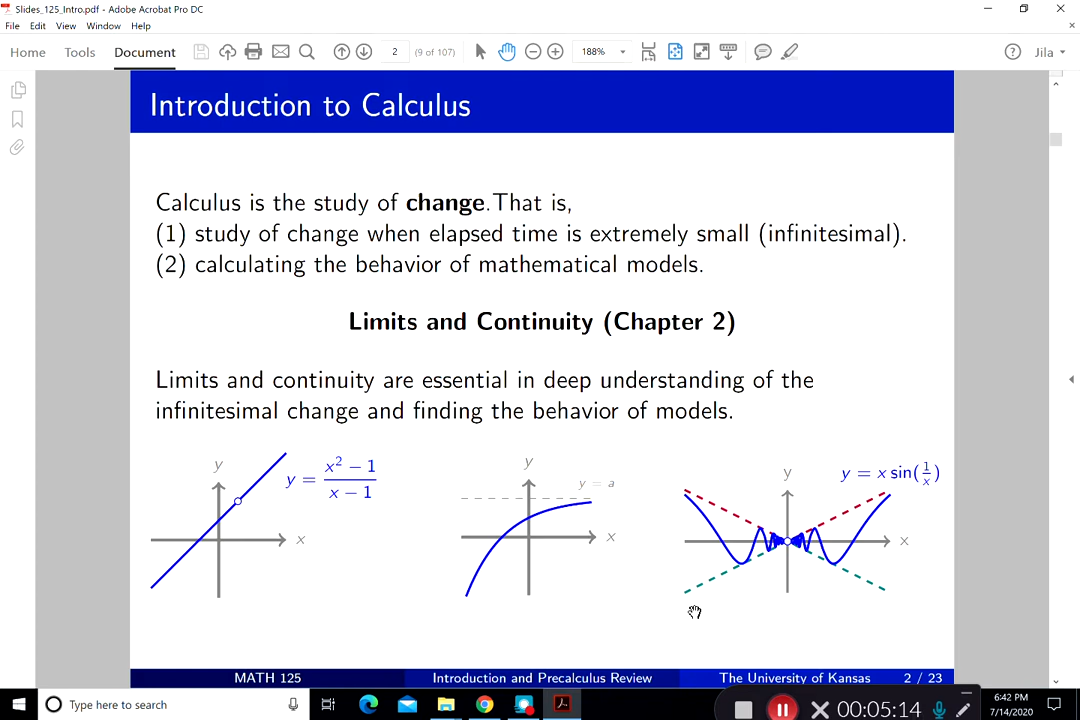 Slides_125_Intro.pdf - Adobe Acrobat Pro DC
File Edit View Window Help
Home Tools Document 2 (9 of 107) 188% Jila
Introduction to Calculus
Calculus is the study of change.That is,
(1) study of change when elapsed time is extremely small (infinitesimal).
(2) calculating the behavior of mathematical models.
Limits and Continuity (Chapter 2)
Limits and continuity are essential in deep understanding of the
infinitesimal change and finding the behavior of models.
y
x
y = x² − 1 / x − 1
y
x
y = a
y
x
y = x sin(1/x)
MATH 125 Introduction and Precalculus Review The University of Kansas 2 / 23
Type here to search
00:05:14
6:42 PM
7/14/2020